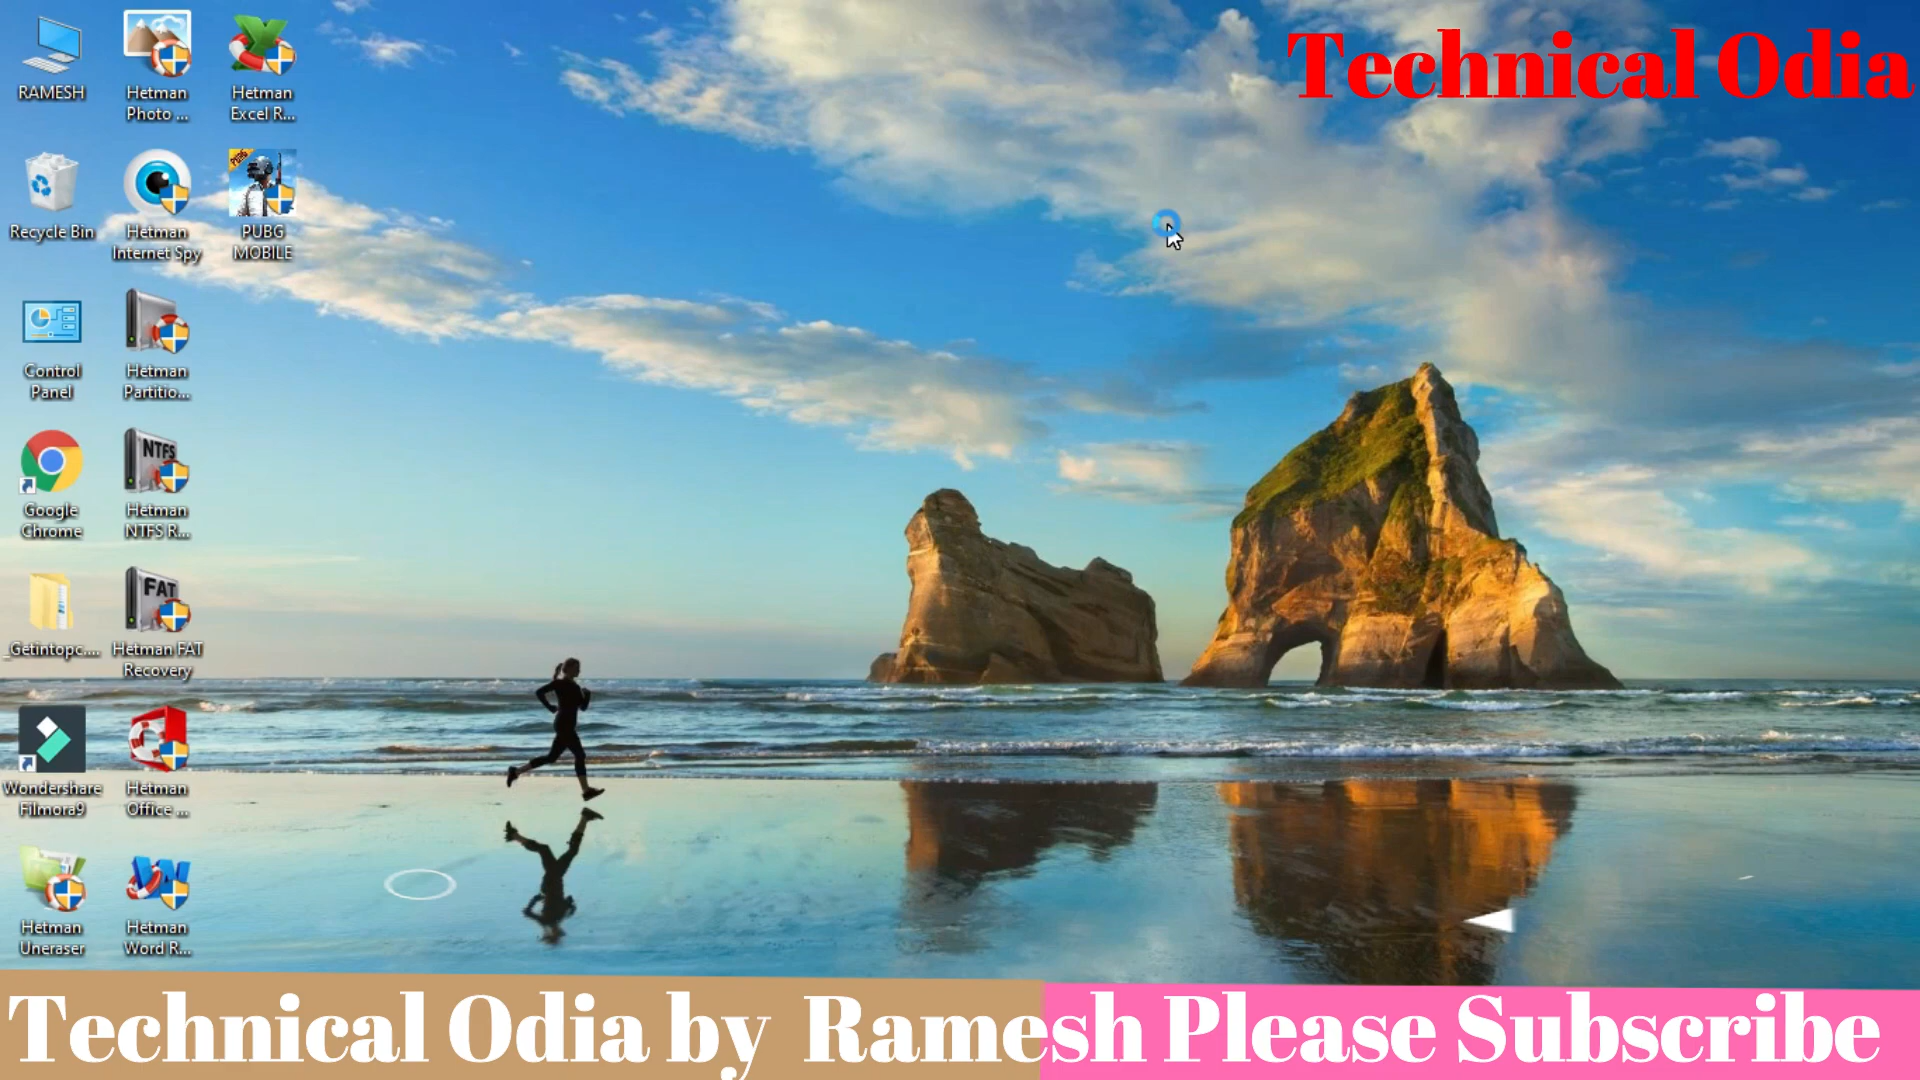 Technical Odia
RAMESH
Hetman
Photo ...
Hetman
Excel R...
Recycle Bin
Hetman
Internet Spy
PUBG
PUBG
MOBILE
Control
Panel
Hetman
Partitio...
Google
Chrome
NTFS
Hetman
NTFS R...
_Getintopc....
FAT
Hetman FAT
Recovery
Wondershare
Filmora9
Hetman
Office ...
Hetman
Uneraser
Hetman
Word R...
Technical Odia by Ramesh Please Subscribe